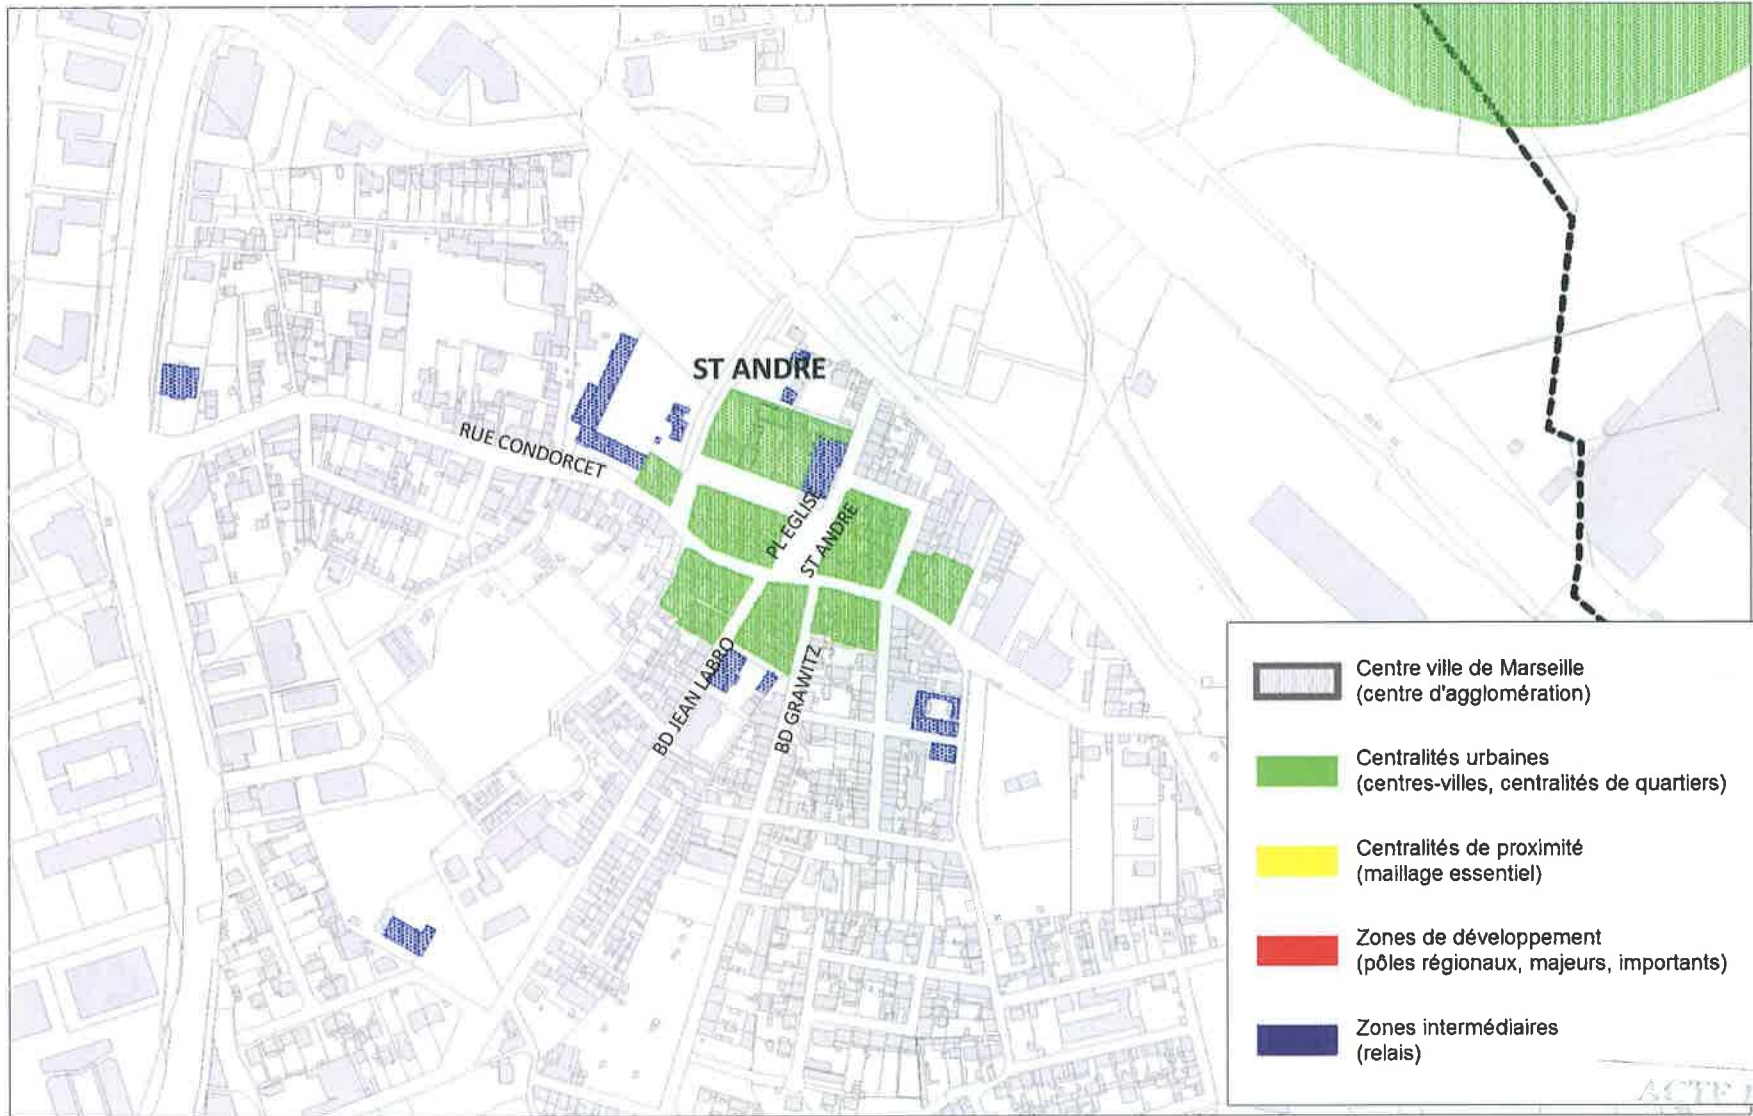 ST ANDRE
RUE CONDORCET
PL EGLISE
ST ANDRE
BD JEAN LABRO
BD GRAWITZ
Centre ville de Marseille
(centre d'agglomération)
Centralités urbaines
(centres-villes, centralités de quartiers)
Centralités de proximité
(maillage essentiel)
Zones de développement
(pôles régionaux, majeurs, importants)
Zones intermédiaires
(relais)